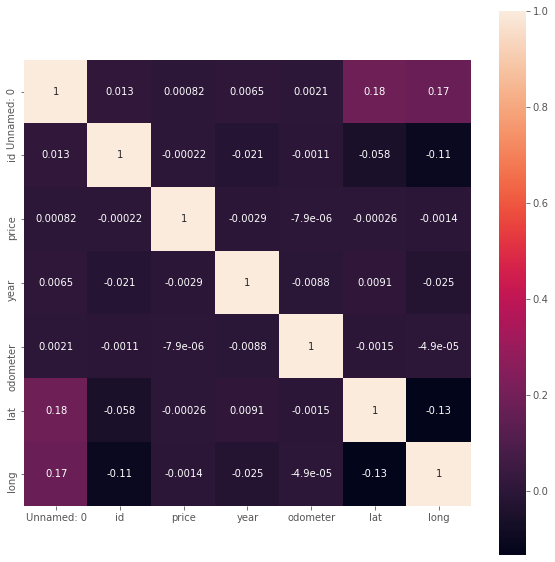 1.0
0.8
0.6
0.4
0.2
0.0
Unnamed: 0 1 0.013 0.00082 0.0065 0.0021 0.18 0.17
id 0.013 1 -0.00022 -0.021 -0.0011 -0.058 -0.11
price 0.00082 -0.00022 1 -0.0029 -7.9e-06 -0.00026 -0.0014
year 0.0065 -0.021 -0.0029 1 -0.0088 0.0091 -0.025
odometer 0.0021 -0.0011 -7.9e-06 -0.0088 1 -0.0015 -4.9e-05
lat 0.18 -0.058 -0.00026 0.0091 -0.0015 1 -0.13
long 0.17 -0.11 -0.0014 -0.025 -4.9e-05 -0.13 1
Unnamed: 0 id price year odometer lat long